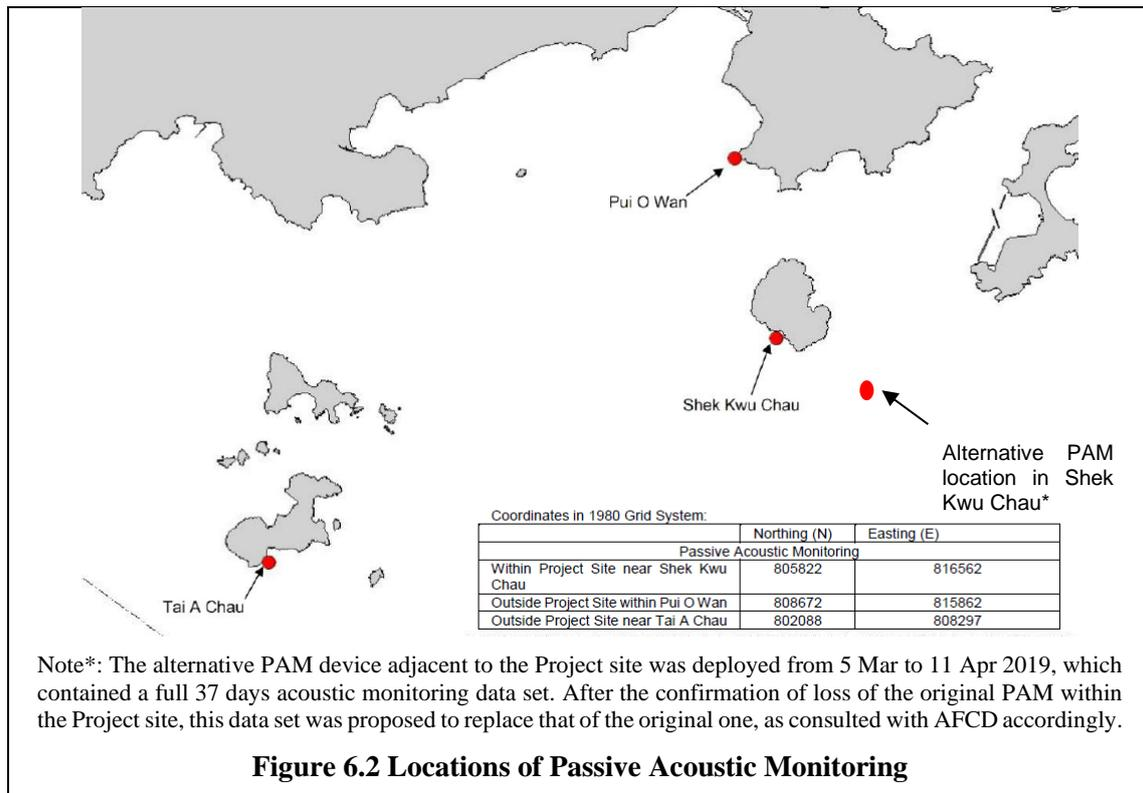 Pui O Wan
Shek Kwu Chau
Alternative PAM
location in Shek
Kwu Chau*
Tai A Chau
Coordinates in 1980 Grid System:
Northing (N) Easting (E)
Passive Acoustic Monitoring
Within Project Site near Shek Kwu
Chau 805822 816562
Outside Project Site within Pui O Wan 808672 815862
Outside Project Site near Tai A Chau 802088 808297
Note*: The alternative PAM device adjacent to the Project site was deployed from 5 Mar to 11 Apr 2019, which
contained a full 37 days acoustic monitoring data set. After the confirmation of loss of the original PAM within
the Project site, this data set was proposed to replace that of the original one, as consulted with AFCD accordingly.
Figure 6.2 Locations of Passive Acoustic Monitoring